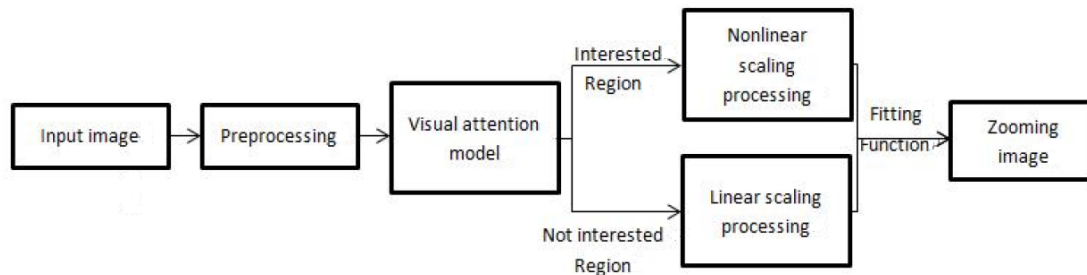 Input image
Preprocessing
Visual attention
model
Interested
Region
Nonlinear
scaling
processing
Not interested
Region
Linear scaling
processing
Fitting
Function
Zooming
image